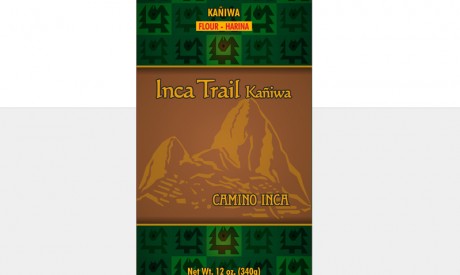 KAÑIWA
FLOUR - HARINA
Inca Trail Kañiwa
CAMINO INCA
Net Wt. 12 oz. (340g)